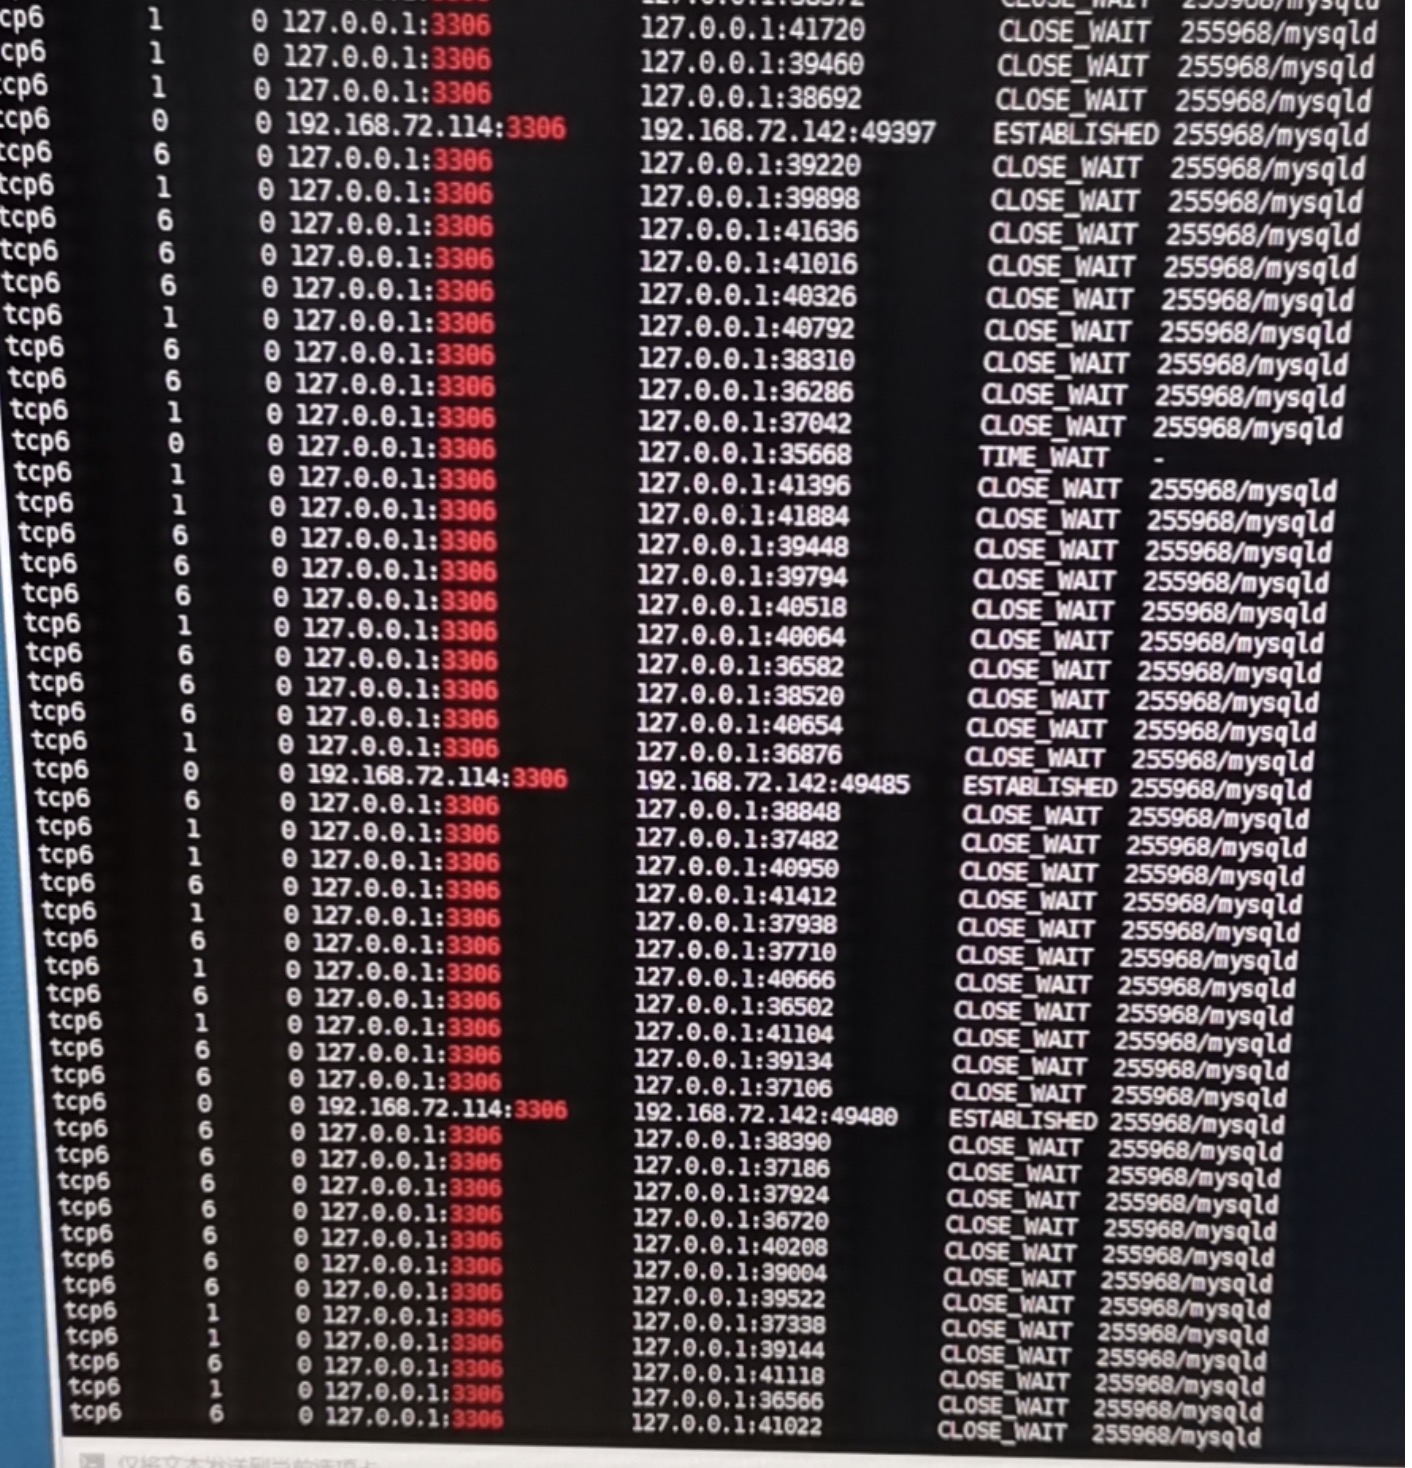 cp6 1 0 127.0.0.1:3306 127.0.0.1:41720 CLOSE_WAIT 255968/mysqld
cp6 1 0 127.0.0.1:3306 127.0.0.1:39460 CLOSE_WAIT 255968/mysqld
cp6 1 0 127.0.0.1:3306 127.0.0.1:38692 CLOSE_WAIT 255968/mysqld
tcp6 0 0 192.168.72.114:3306 192.168.72.142:49397 ESTABLISHED 255968/mysqld
tcp6 6 0 127.0.0.1:3306 127.0.0.1:39220 CLOSE_WAIT 255968/mysqld
tcp6 1 0 127.0.0.1:3306 127.0.0.1:39898 CLOSE_WAIT 255968/mysqld
tcp6 6 0 127.0.0.1:3306 127.0.0.1:41636 CLOSE_WAIT 255968/mysqld
tcp6 6 0 127.0.0.1:3306 127.0.0.1:41016 CLOSE_WAIT 255968/mysqld
tcp6 6 0 127.0.0.1:3306 127.0.0.1:40326 CLOSE_WAIT 255968/mysqld
tcp6 1 0 127.0.0.1:3306 127.0.0.1:40792 CLOSE_WAIT 255968/mysqld
tcp6 6 0 127.0.0.1:3306 127.0.0.1:38310 CLOSE_WAIT 255968/mysqld
tcp6 6 0 127.0.0.1:3306 127.0.0.1:36286 CLOSE_WAIT 255968/mysqld
tcp6 1 0 127.0.0.1:3306 127.0.0.1:37042 CLOSE_WAIT 255968/mysqld
tcp6 0 0 127.0.0.1:3306 127.0.0.1:35668 TIME_WAIT -
tcp6 1 0 127.0.0.1:3306 127.0.0.1:41396 CLOSE_WAIT 255968/mysqld
tcp6 1 0 127.0.0.1:3306 127.0.0.1:41884 CLOSE_WAIT 255968/mysqld
tcp6 6 0 127.0.0.1:3306 127.0.0.1:39448 CLOSE_WAIT 255968/mysqld
tcp6 6 0 127.0.0.1:3306 127.0.0.1:39794 CLOSE_WAIT 255968/mysqld
tcp6 6 0 127.0.0.1:3306 127.0.0.1:40518 CLOSE_WAIT 255968/mysqld
tcp6 1 0 127.0.0.1:3306 127.0.0.1:40064 CLOSE_WAIT 255968/mysqld
tcp6 6 0 127.0.0.1:3306 127.0.0.1:36582 CLOSE_WAIT 255968/mysqld
tcp6 6 0 127.0.0.1:3306 127.0.0.1:38520 CLOSE_WAIT 255968/mysqld
tcp6 6 0 127.0.0.1:3306 127.0.0.1:40654 CLOSE_WAIT 255968/mysqld
tcp6 1 0 127.0.0.1:3306 127.0.0.1:36876 CLOSE_WAIT 255968/mysqld
tcp6 0 0 192.168.72.114:3306 192.168.72.142:49485 ESTABLISHED 255968/mysqld
tcp6 6 0 127.0.0.1:3306 127.0.0.1:38848 CLOSE_WAIT 255968/mysqld
tcp6 1 0 127.0.0.1:3306 127.0.0.1:37482 CLOSE_WAIT 255968/mysqld
tcp6 1 0 127.0.0.1:3306 127.0.0.1:40950 CLOSE_WAIT 255968/mysqld
tcp6 6 0 127.0.0.1:3306 127.0.0.1:41412 CLOSE_WAIT 255968/mysqld
tcp6 1 0 127.0.0.1:3306 127.0.0.1:37938 CLOSE_WAIT 255968/mysqld
tcp6 6 0 127.0.0.1:3306 127.0.0.1:37710 CLOSE_WAIT 255968/mysqld
tcp6 1 0 127.0.0.1:3306 127.0.0.1:40666 CLOSE_WAIT 255968/mysqld
tcp6 6 0 127.0.0.1:3306 127.0.0.1:36502 CLOSE_WAIT 255968/mysqld
tcp6 1 0 127.0.0.1:3306 127.0.0.1:41104 CLOSE_WAIT 255968/mysqld
tcp6 6 0 127.0.0.1:3306 127.0.0.1:39134 CLOSE_WAIT 255968/mysqld
tcp6 6 0 127.0.0.1:3306 127.0.0.1:37106 CLOSE_WAIT 255968/mysqld
tcp6 0 0 192.168.72.114:3306 192.168.72.142:49480 ESTABLISHED 255968/mysqld
tcp6 6 0 127.0.0.1:3306 127.0.0.1:38390 CLOSE_WAIT 255968/mysqld
tcp6 6 0 127.0.0.1:3306 127.0.0.1:37186 CLOSE_WAIT 255968/mysqld
tcp6 6 0 127.0.0.1:3306 127.0.0.1:37924 CLOSE_WAIT 255968/mysqld
tcp6 6 0 127.0.0.1:3306 127.0.0.1:36720 CLOSE_WAIT 255968/mysqld
tcp6 6 0 127.0.0.1:3306 127.0.0.1:40208 CLOSE_WAIT 255968/mysqld
tcp6 6 0 127.0.0.1:3306 127.0.0.1:39004 CLOSE_WAIT 255968/mysqld
tcp6 6 0 127.0.0.1:3306 127.0.0.1:39522 CLOSE_WAIT 255968/mysqld
tcp6 1 0 127.0.0.1:3306 127.0.0.1:37338 CLOSE_WAIT 255968/mysqld
tcp6 1 0 127.0.0.1:3306 127.0.0.1:39144 CLOSE_WAIT 255968/mysqld
tcp6 6 0 127.0.0.1:3306 127.0.0.1:41118 CLOSE_WAIT 255968/mysqld
tcp6 1 0 127.0.0.1:3306 127.0.0.1:36566 CLOSE_WAIT 255968/mysqld
tcp6 6 0 127.0.0.1:3306 127.0.0.1:41022 CLOSE_WAIT 255968/mysqld